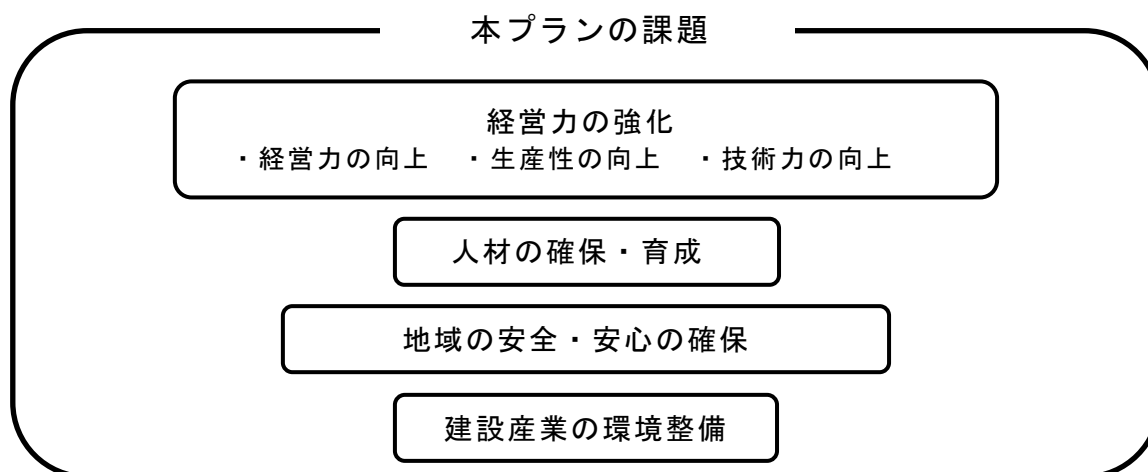 本プランの課題
経営力の強化
・経営力の向上　・生産性の向上　・技術力の向上
人材の確保・育成
地域の安全・安心の確保
建設産業の環境整備